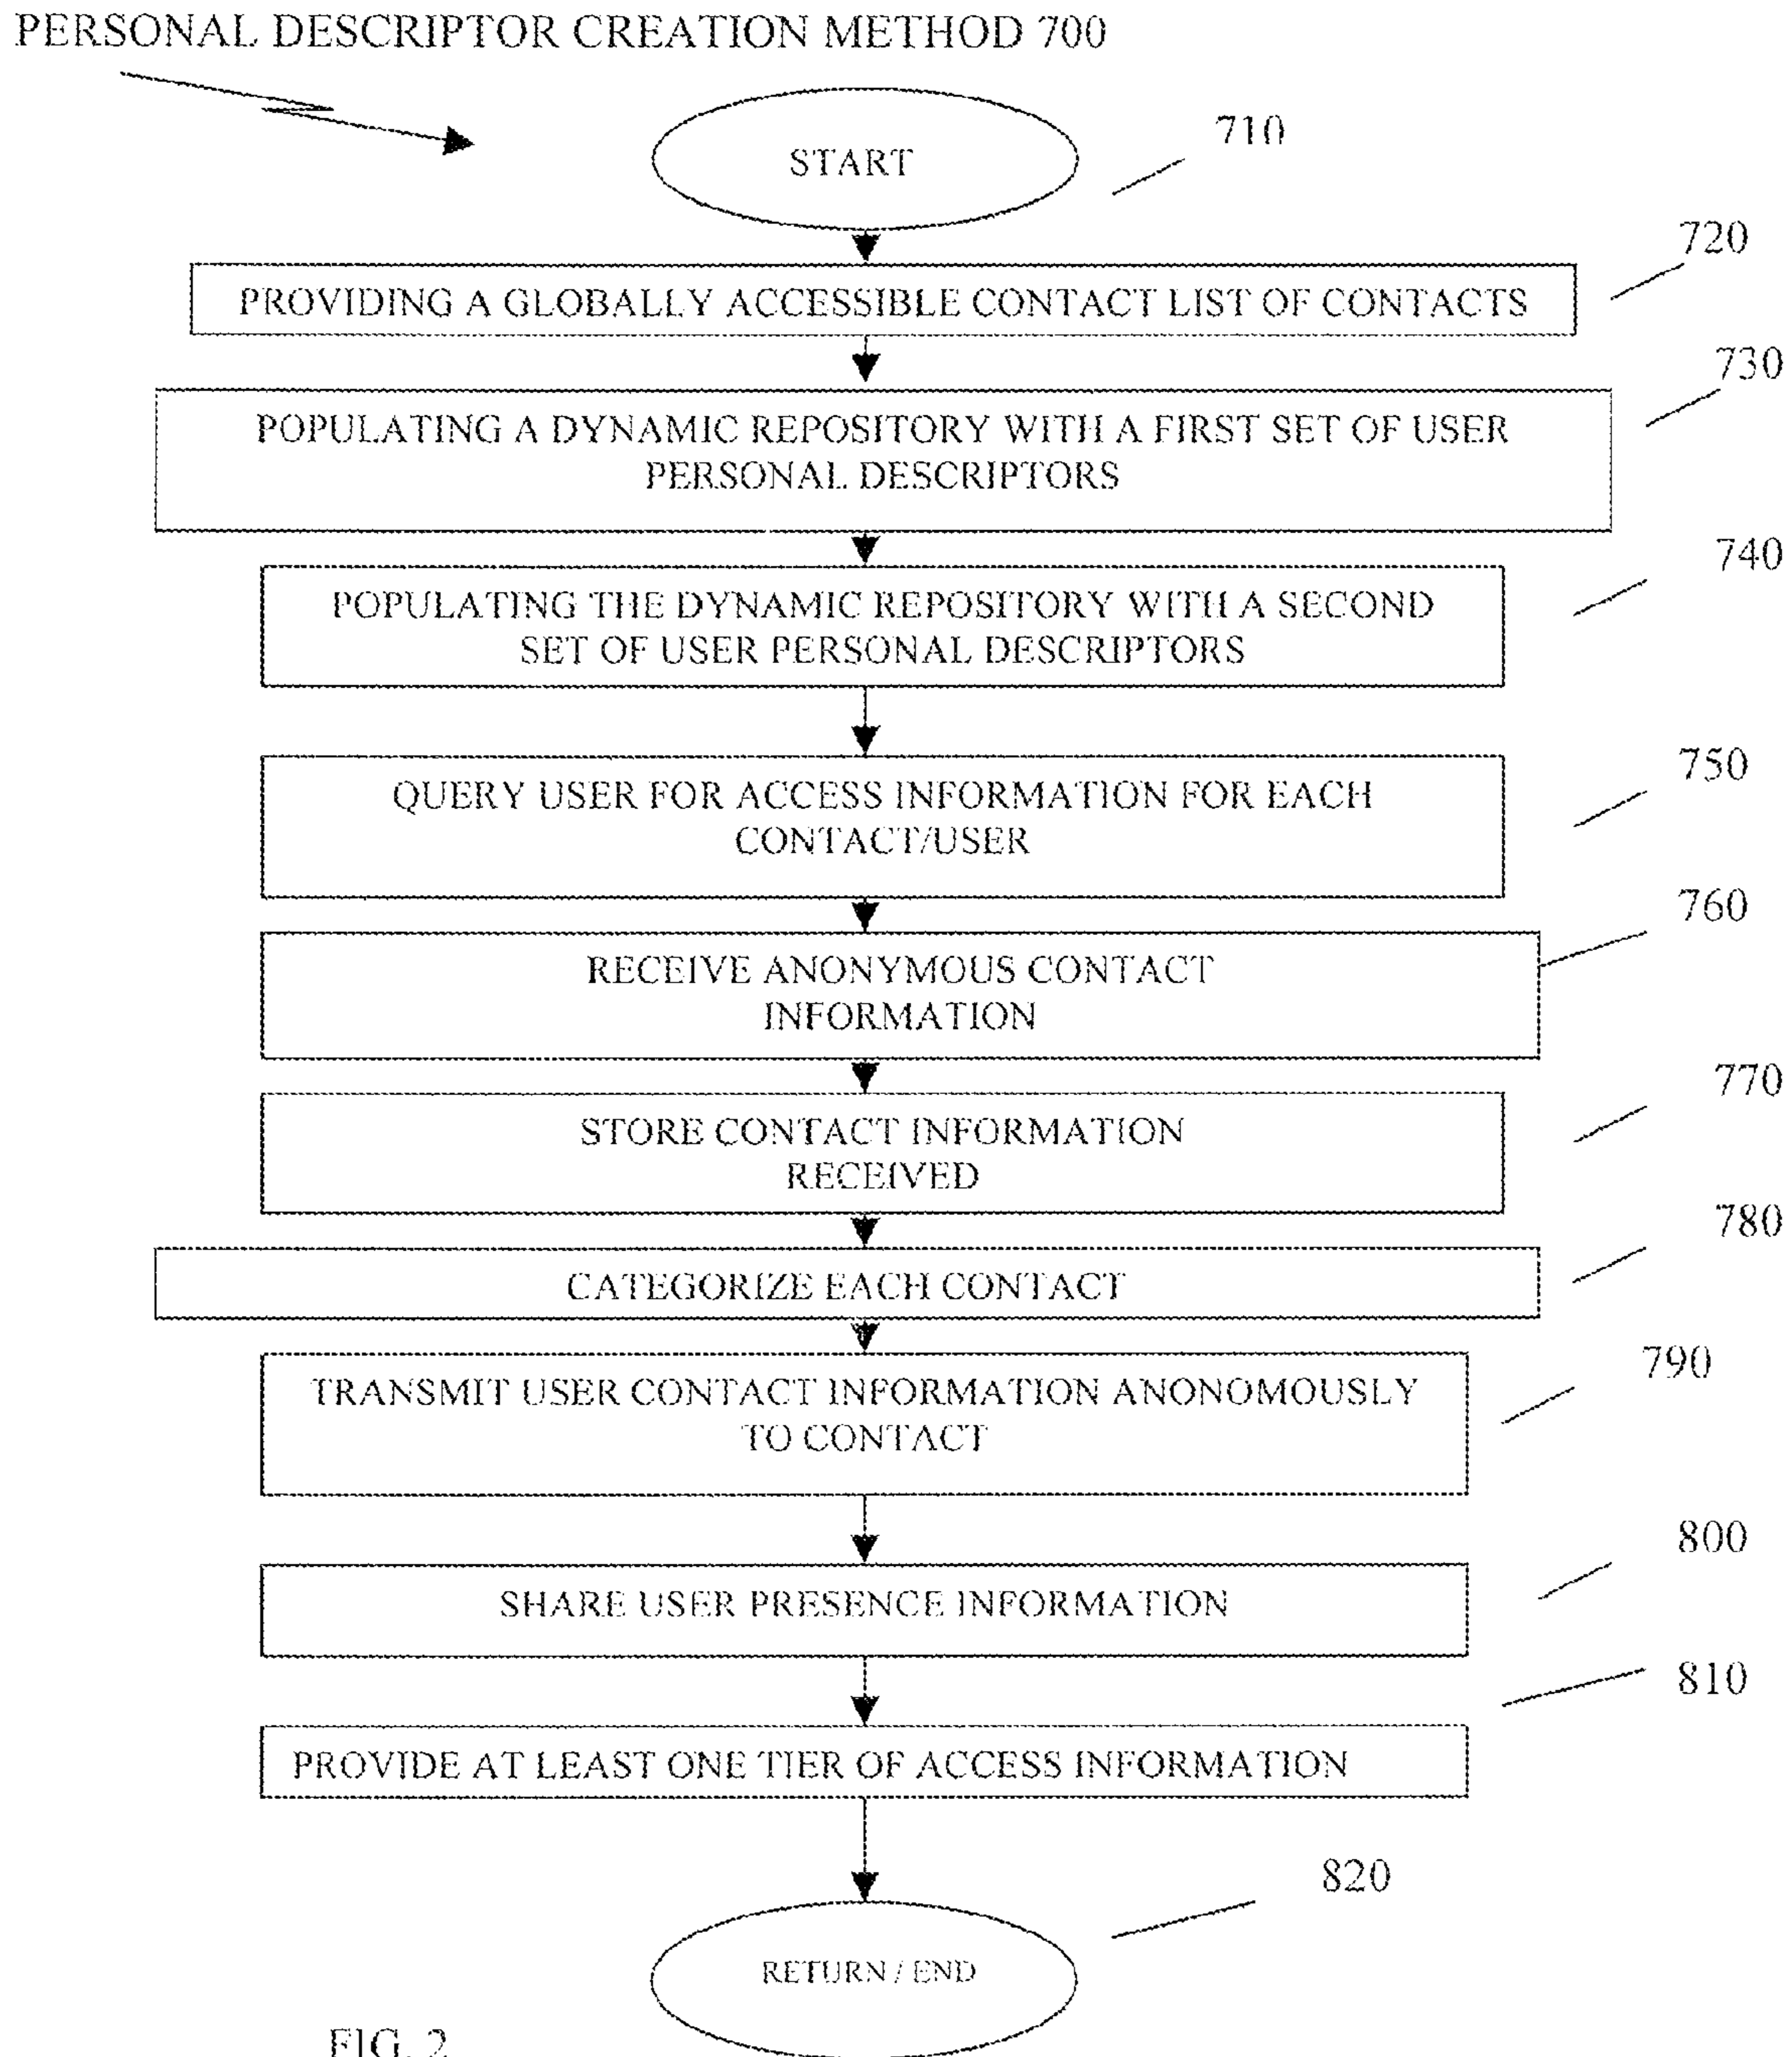 PERSONAL DESCRIPTOR CREATION METHOD 700
START
710
720
PROVIDING A GLOBALLY ACCESSIBLE CONTACT LIST OF CONTACTS
730
POPULATING A DYNAMIC REPOSITORY WITH A FIRST SET OF USER
PERSONAL DESCRIPTORS
740
POPULATING THE DYNAMIC REPOSITORY WITH A SECOND
SET OF USER PERSONAL DESCRIPTORS
750
QUERY USER FOR ACCESS INFORMATION FOR EACH
CONTACT/USER
760
RECEIVE ANONYMOUS CONTACT
INFORMATION
770
STORE CONTACT INFORMATION
RECEIVED
780
CATEGORIZE EACH CONTACT
790
TRANSMIT USER CONTACT INFORMATION ANONOMOUSLY
TO CONTACT
800
SHARE USER PRESENCE INFORMATION
810
PROVIDE AT LEAST ONE TIER OF ACCESS INFORMATION
820
RETURN / END
FIG. 2